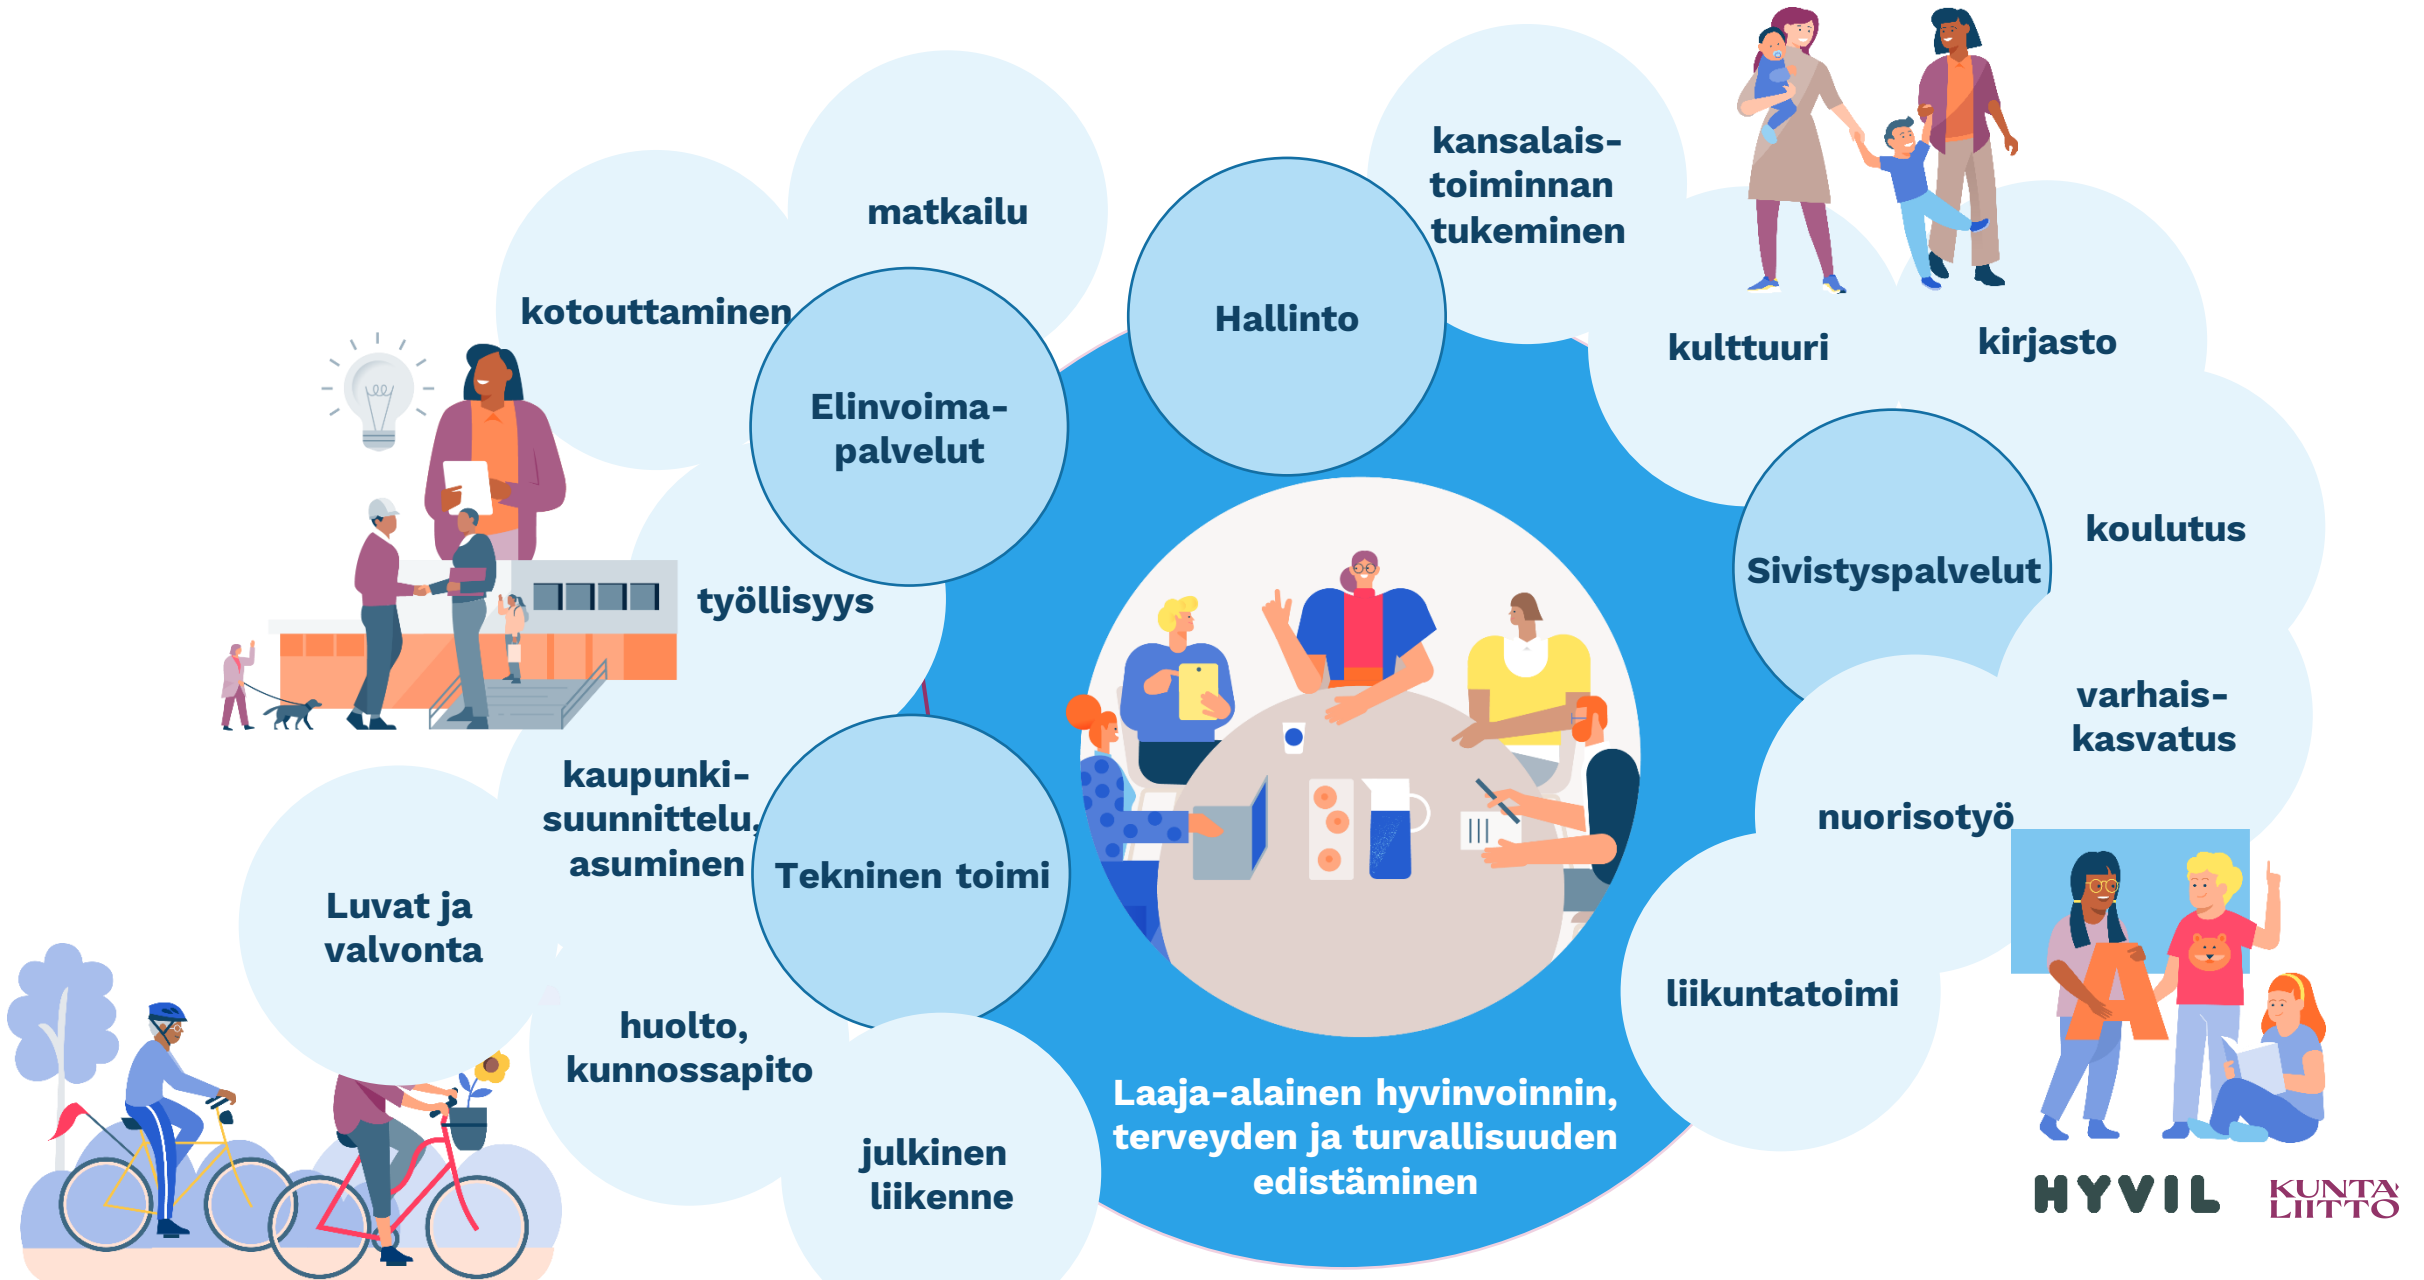 kansalais-
toiminnan
tukeminen
matkailu
kotouttaminen
Hallinto
kulttuuri
kirjasto
Elinvoima-
palvelut
koulutus
Sivistyspalvelut
työllisyys
varhais-
kasvatus
kaupunki-
suunnittelu,
asuminen
nuorisotyö
Tekninen toimi
Luvat ja
valvonta
liikuntatoimi
huolto,
kunnossapito
Laaja-alainen hyvinvoinnin,
terveyden ja turvallisuuden
edistäminen
julkinen
liikenne
A
HYVIL
KUNTA
LIITTO